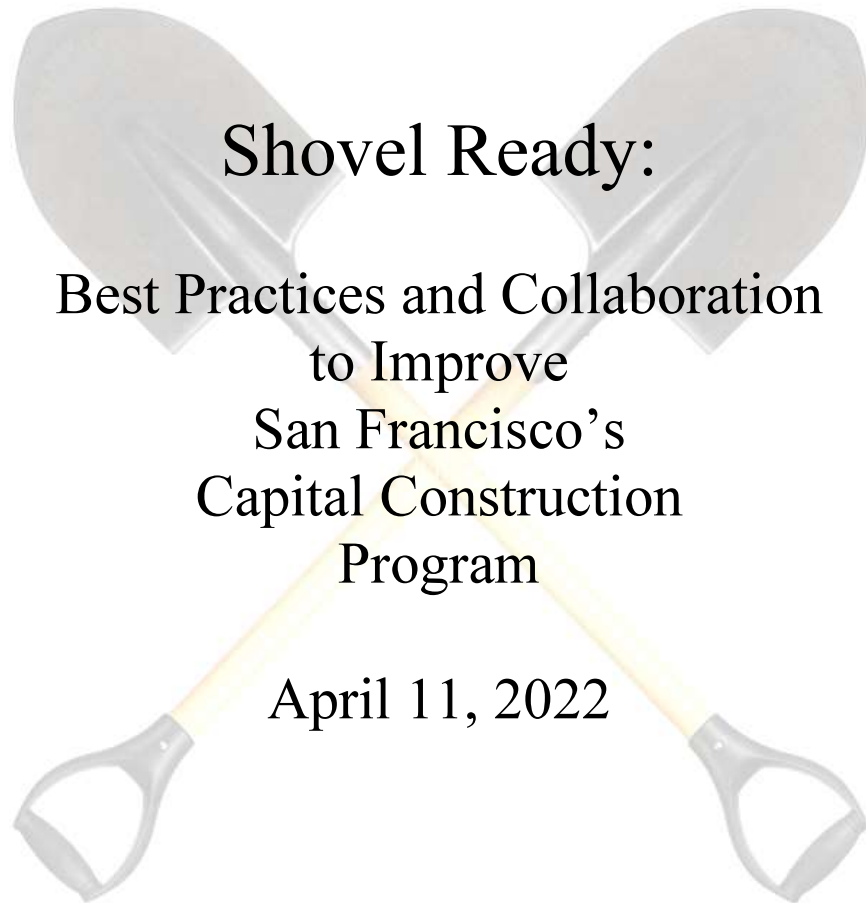 Shovel Ready:
Best Practices and Collaboration
to Improve
San Francisco’s
Capital Construction
Program
April 11, 2022